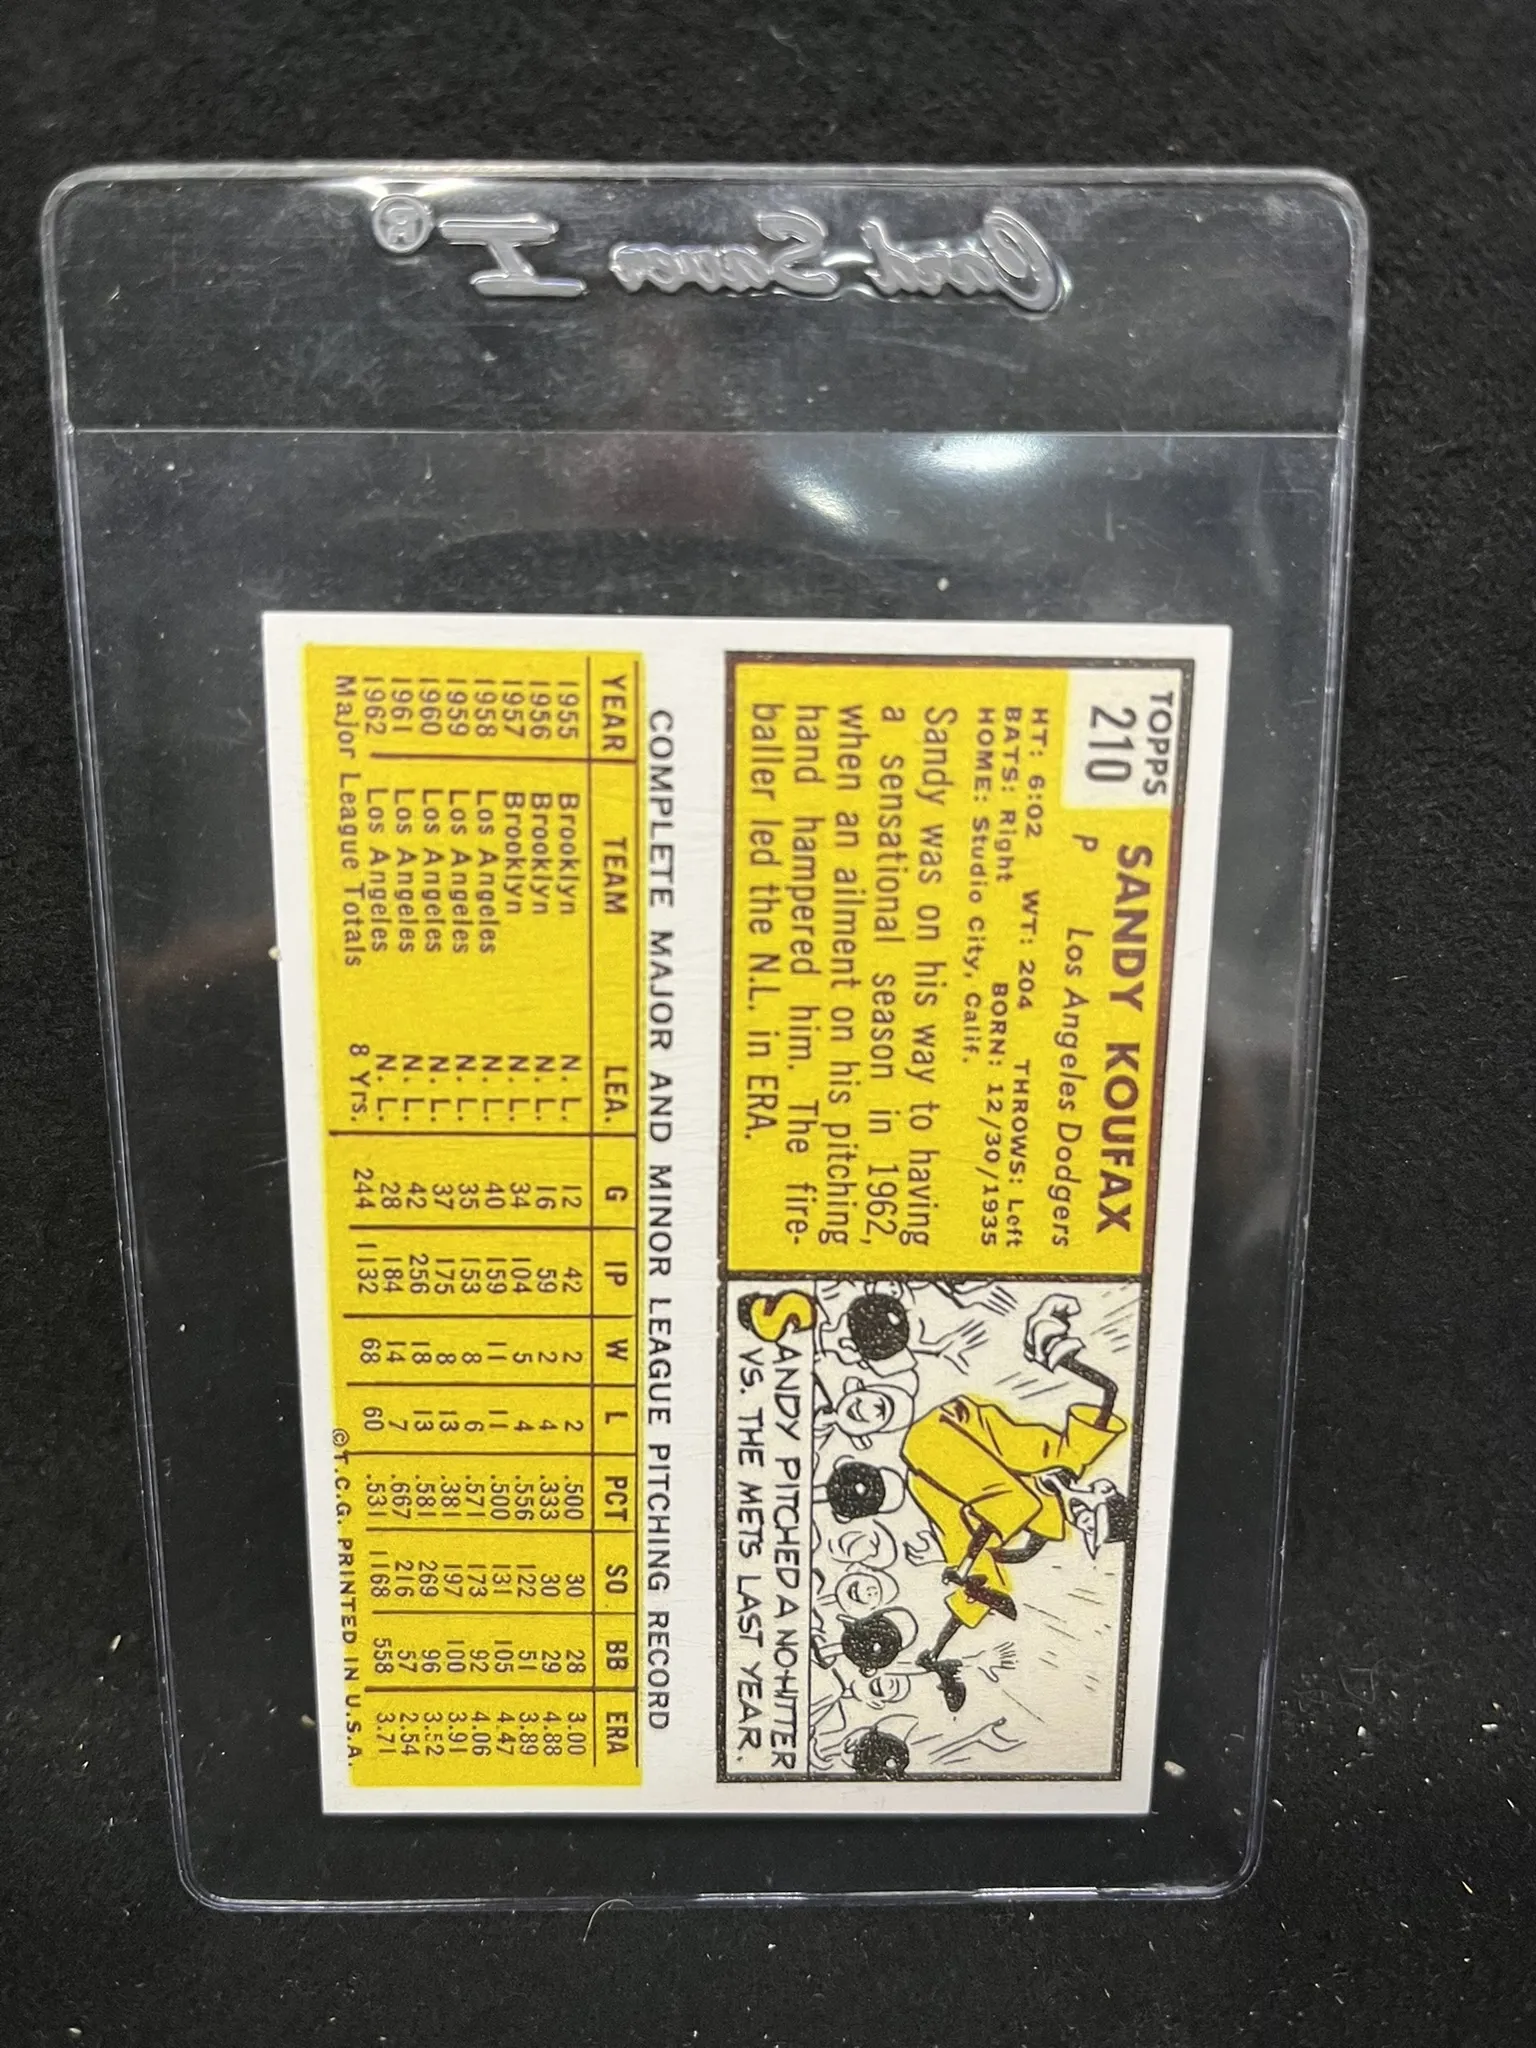 Card Saver I®
TOPPS
210
SANDY KOUFAX
P Los Angeles Dodgers
HT: 6:02 WT: 204 THROWS: Left
BATS: Right BORN: 12/30/1935
HOME: Studio City, Calif.
Sandy was on his way to having
a sensational season in 1962,
when an ailment on his pitching
hand hampered him. The fire-
baller led the N.L. in ERA.
SANDY PITCHED A NO-HITTER
VS. THE METS LAST YEAR.
COMPLETE MAJOR AND MINOR LEAGUE PITCHING RECORD
YEAR TEAM LEA. G IP W L PCT SO BB ERA
1955 Brooklyn N. L. 12 42 2 2 .500 30 28 3.00
1956 Brooklyn N. L. 16 59 2 4 .333 30 29 4.88
1957 Brooklyn N. L. 34 104 5 4 .556 122 51 3.89
1958 Los Angeles N. L. 40 159 11 11 .500 131 105 4.47
1959 Los Angeles N. L. 35 153 8 6 .571 173 92 4.06
1960 Los Angeles N. L. 37 175 8 13 .381 197 100 3.91
1961 Los Angeles N. L. 42 256 18 13 .581 269 96 3.52
1962 Los Angeles N. L. 28 184 14 7 .667 216 57 2.54
Major League Totals 8 Yrs. 244 1132 68 60 .531 1168 558 3.71
©T.C.G. PRINTED IN U.S.A.